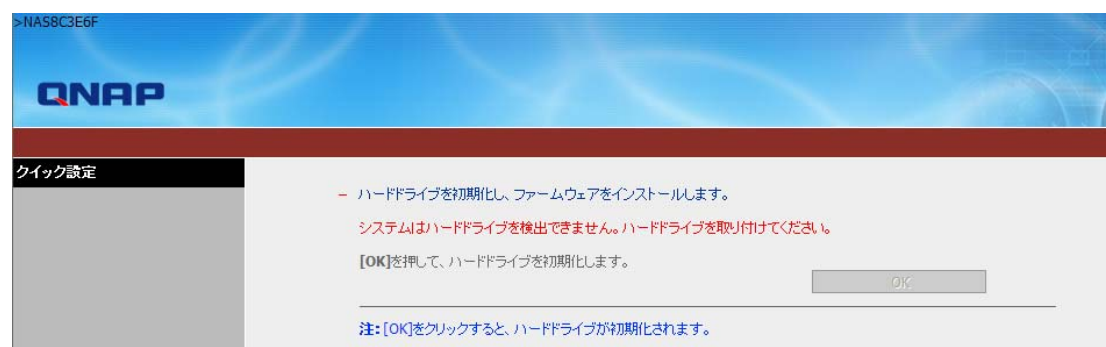 >NAS8C3E6F
QNAP
クイック設定
− ハードドライブを初期化し、ファームウェアをインストールします。
システムはハードドライブを検出できません。ハードドライブを取り付けてください。
[OK]を押して、ハードドライブを初期化します。
OK
注:[OK]をクリックすると、ハードドライブが初期化されます。